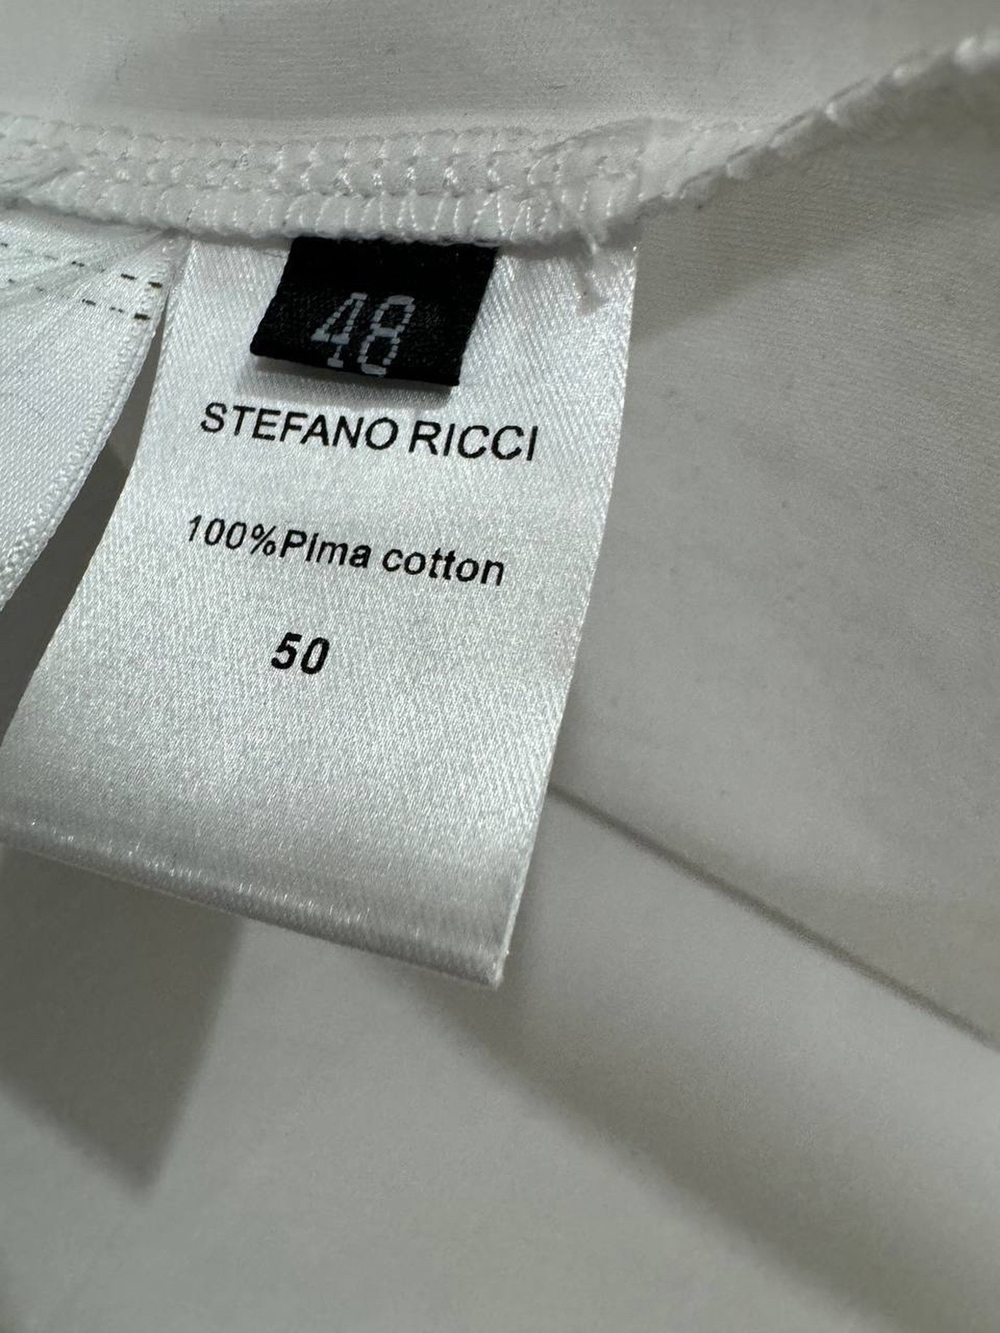 48
STEFANO RICCI
100%PIma cotton
50